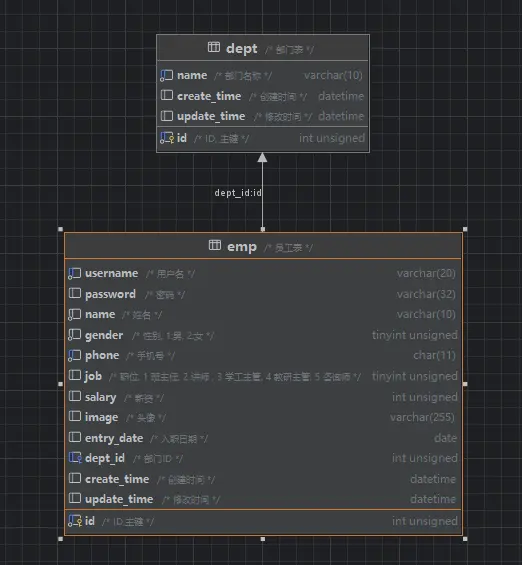 dept /* 部门表 */
name /* 部门名称 */ varchar(10)
create_time /* 创建时间 */ datetime
update_time /* 修改时间 */ datetime
id /* ID, 主键 */ int unsigned
dept_id:id
emp /* 员工表 */
username /* 用户名 */ varchar(20)
password /* 密码 */ varchar(32)
name /* 姓名 */ varchar(10)
gender /* 性别, 1:男, 2:女 */ tinyint unsigned
phone /* 手机号 */ char(11)
job /* 职位, 1 班主任, 2 讲师 , 3 学工主管, 4 教研主管, 5 咨询师 */ tinyint unsigned
salary /* 薪资 */ int unsigned
image /* 头像 */ varchar(255)
entry_date /* 入职日期 */ date
dept_id /* 部门ID */ int unsigned
create_time /* 创建时间 */ datetime
update_time /* 修改时间 */ datetime
id /* ID,主键 */ int unsigned